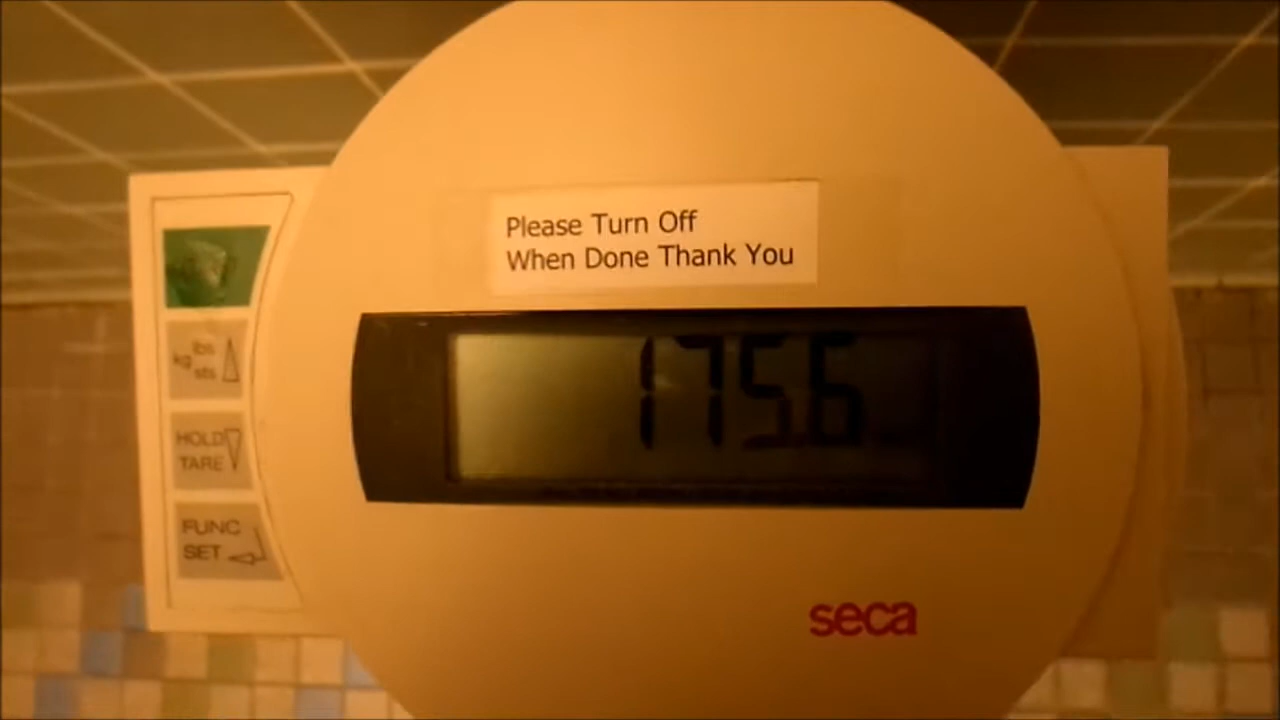 Please Turn Off
When Done Thank You
175.6
lbs
kg sts
HOLD
TARE
FUNC
SET
seca